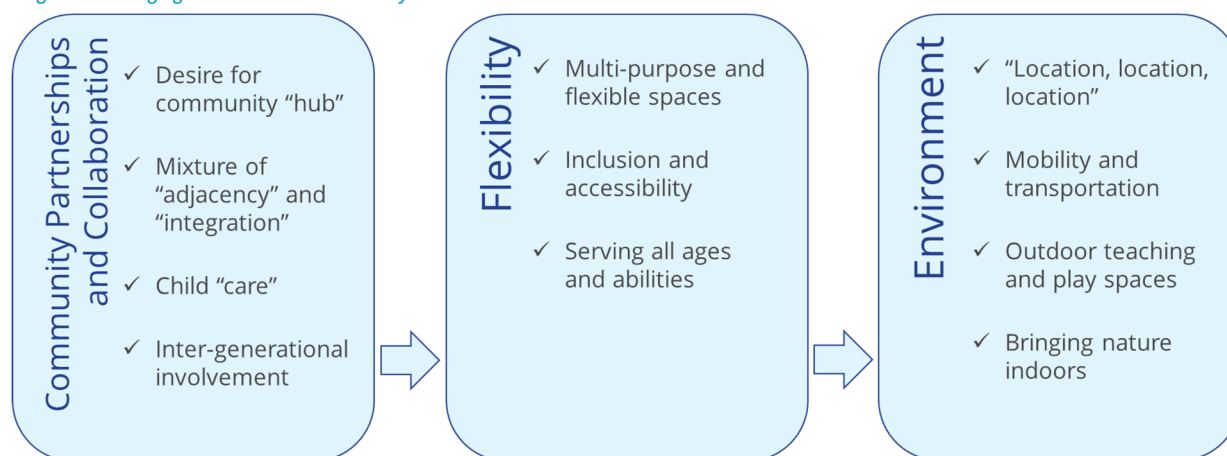 Community Partnerships
and Collaboration
✓ Desire for
community “hub”
✓ Mixture of
“adjacency” and
“integration”
✓ Child “care”
✓ Inter-generational
involvement
Flexibility
✓ Multi-purpose and
flexible spaces
✓ Inclusion and
accessibility
✓ Serving all ages
and abilities
Environment
✓ “Location, location,
location”
✓ Mobility and
transportation
✓ Outdoor teaching
and play spaces
✓ Bringing nature
indoors